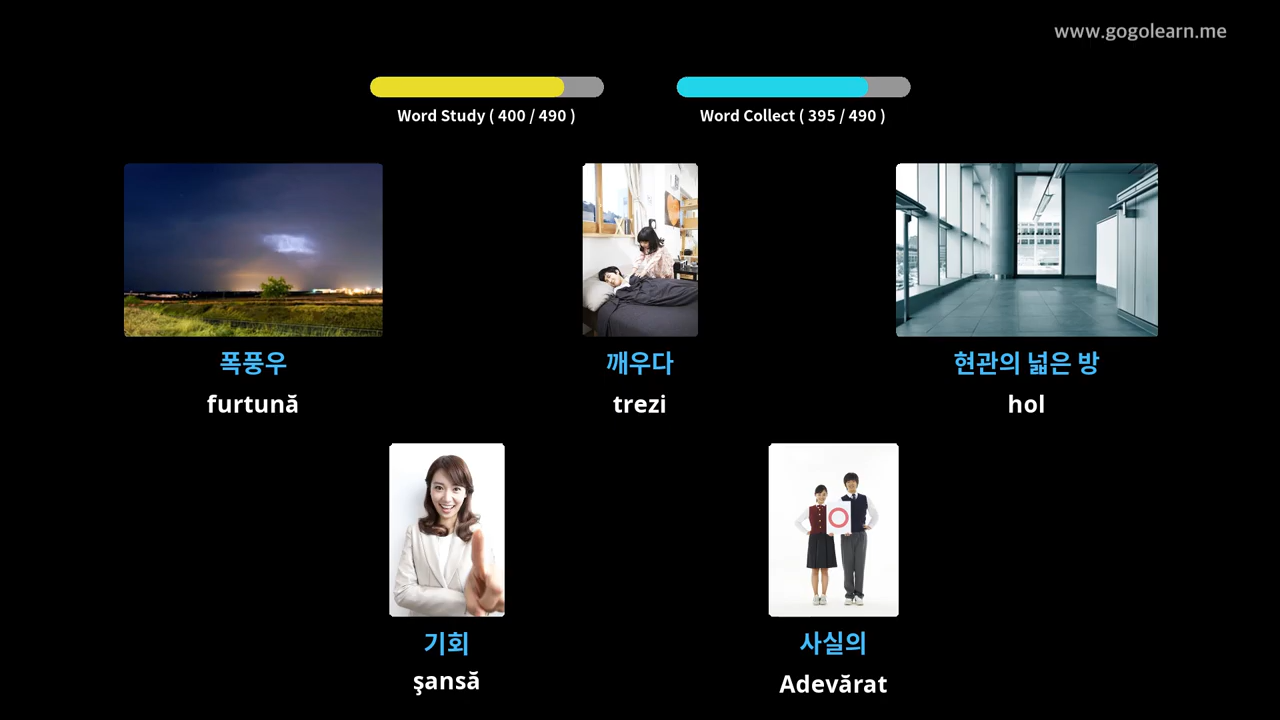 www.gogolearn.me
Word Study ( 400 / 490 )
Word Collect ( 395 / 490 )
폭풍우
깨우다
현관의 넓은 방
furtună
trezi
hol
기회
사실의
şansă
Adevărat